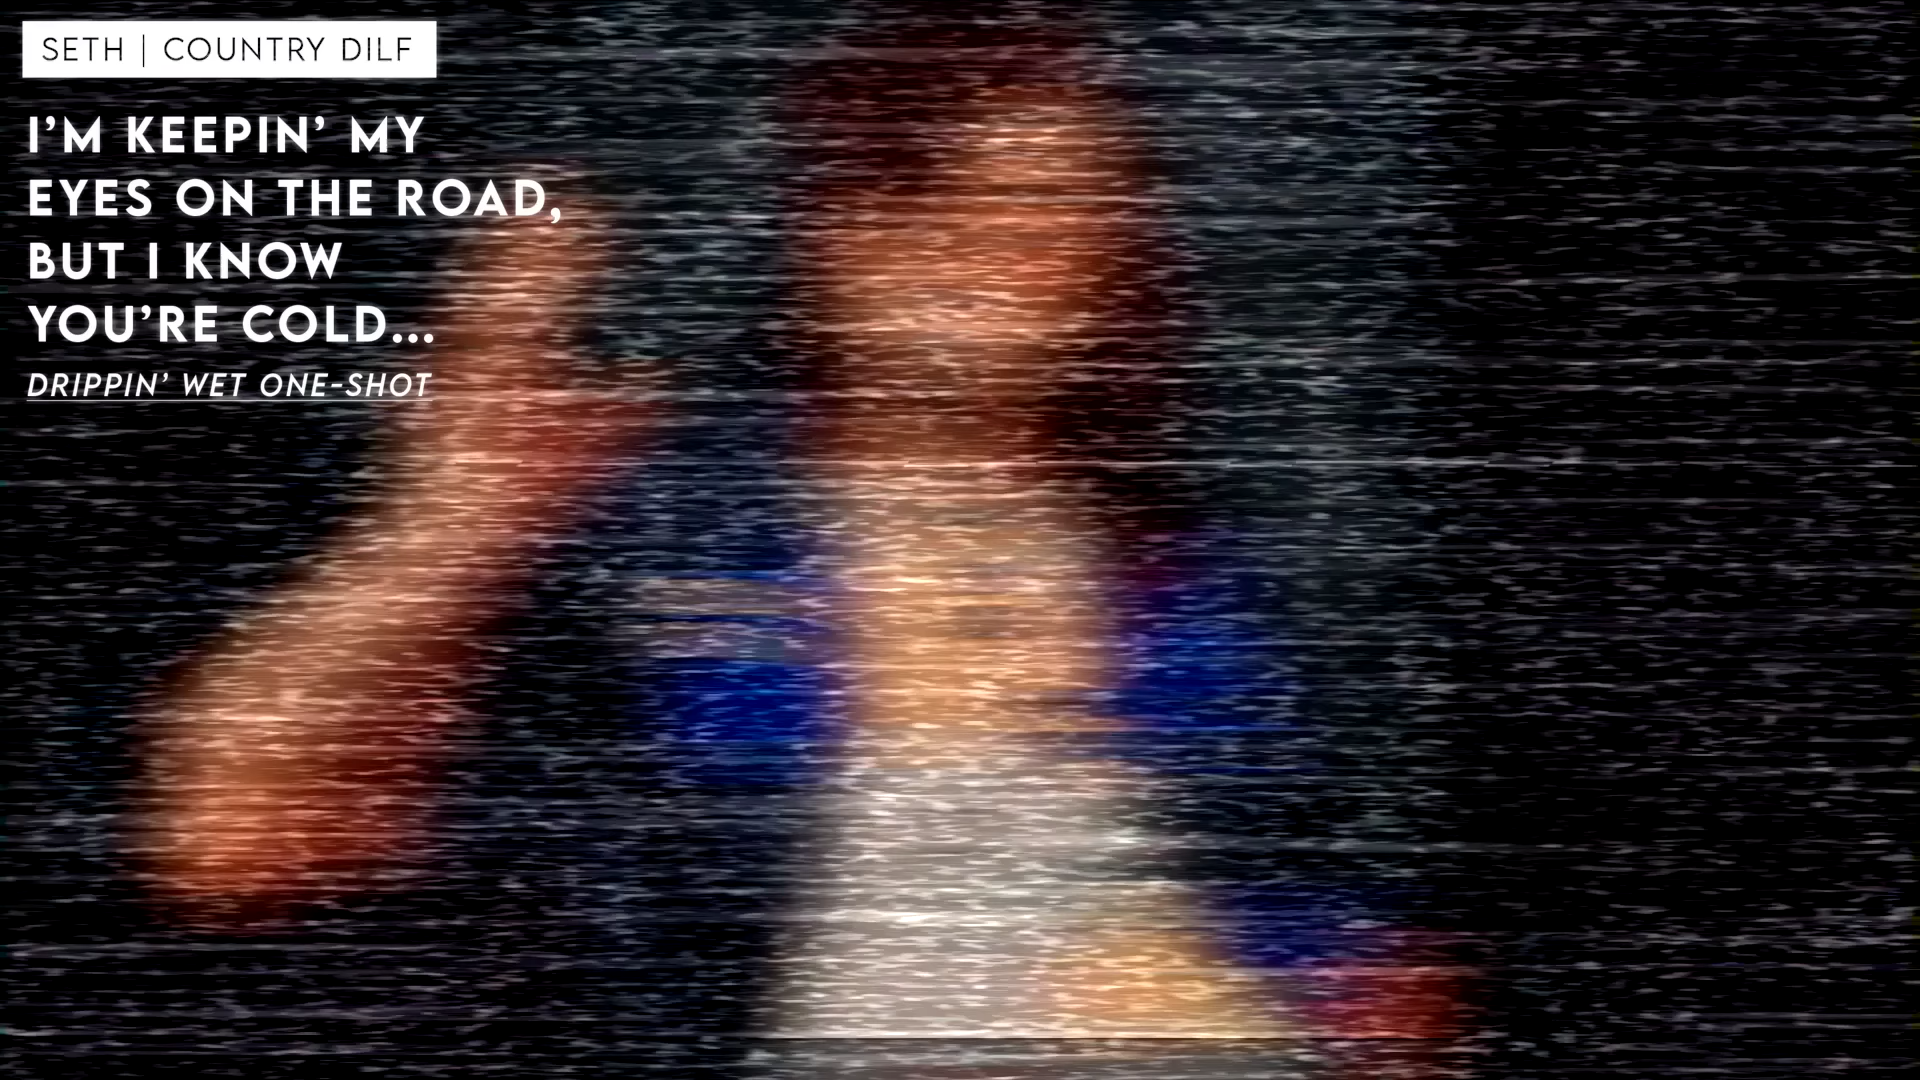 SETH | COUNTRY DILF
I'M KEEPIN' MY
EYES ON THE ROAD,
BUT I KNOW
YOU'RE COLD...
DRIPPIN' WET ONE-SHOT